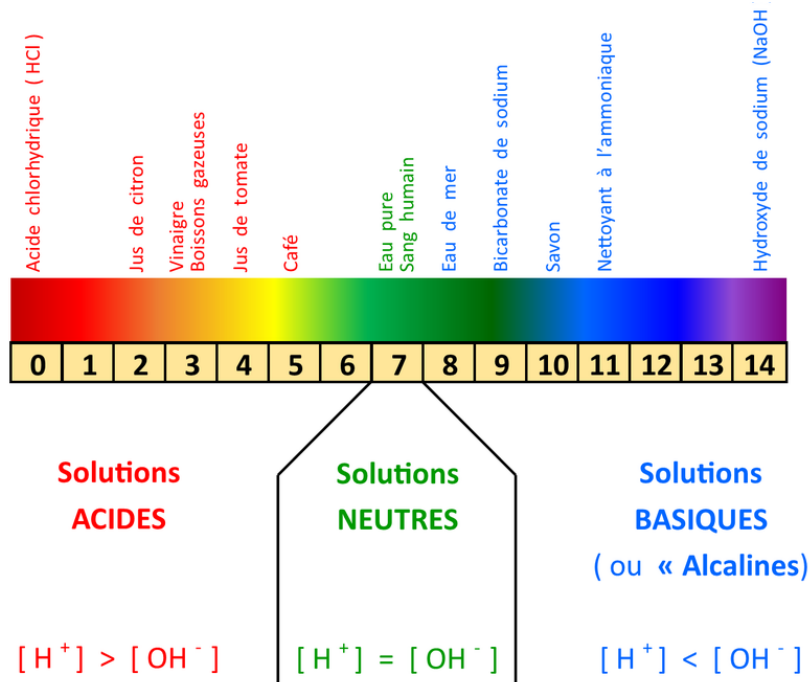 Acide chlorhydrique ( HCl )
Jus de citron
Vinaigre
Boissons gazeuses
Jus de tomate
Café
Eau pure
Sang humain
Eau de mer
Bicarbonate de sodium
Savon
Nettoyant à l'ammoniaque
Hydroxyde de sodium (NaOH
0 1 2 3 4 5 6 7 8 9 10 11 12 13 14
Solutions
ACIDES
Solutions
NEUTRES
Solutions
BASIQUES
( ou « Alcalines)
[ H⁺ ] > [ OH⁻ ]
[ H⁺ ] = [ OH⁻ ]
[ H⁺ ] < [ OH⁻ ]